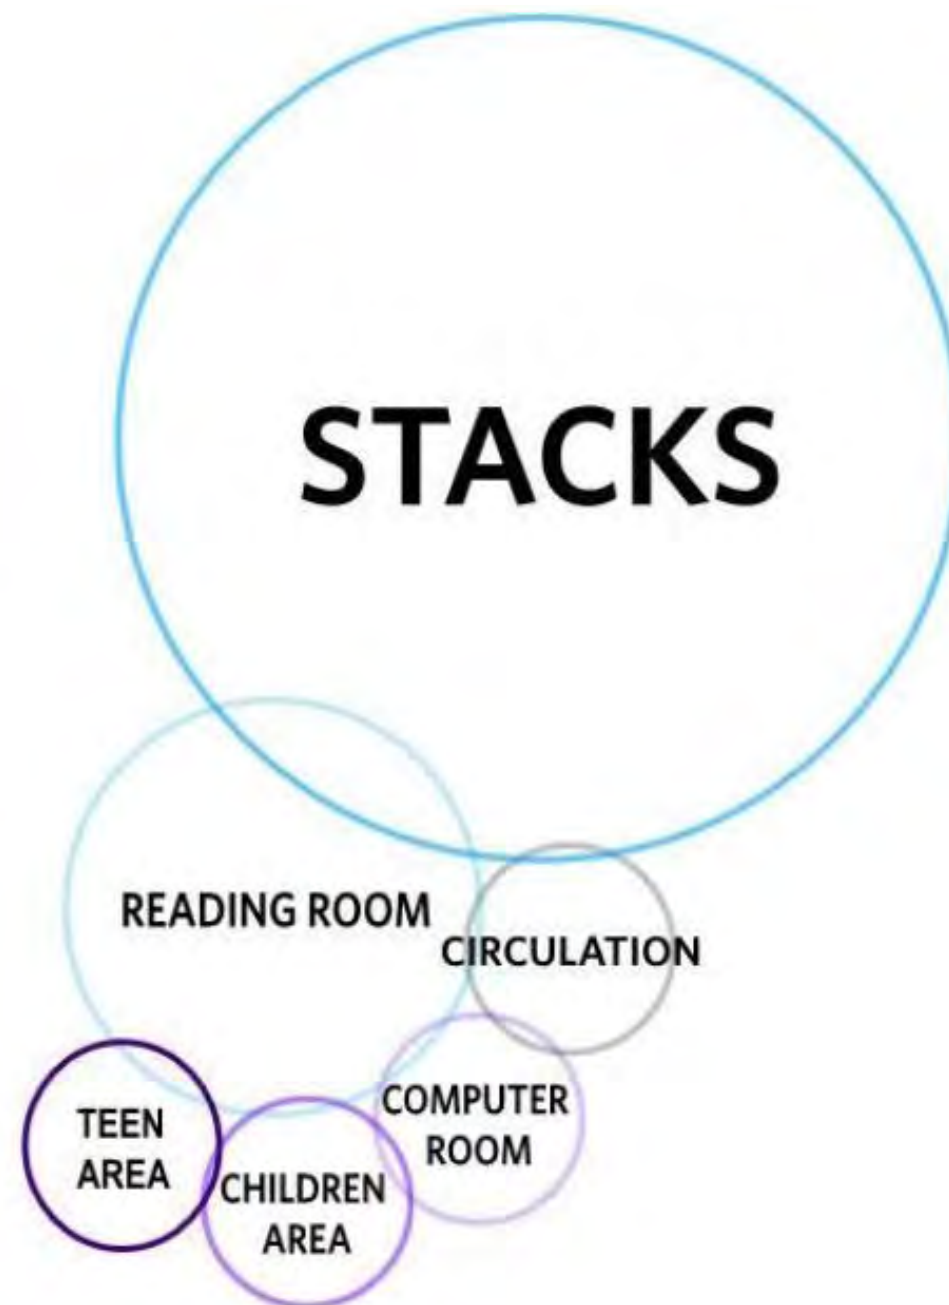 STACKS
READING ROOM
CIRCULATION
COMPUTER
ROOM
TEEN
AREA
CHILDREN
AREA